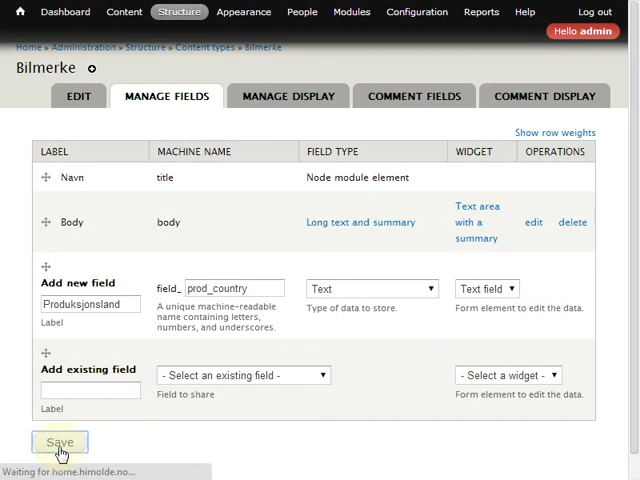 Dashboard Content Structure Appearance People Modules Configuration Reports Help Log out
Hello admin
Home » Administration » Structure » Content types » Bilmerke
Bilmerke
EDIT MANAGE FIELDS MANAGE DISPLAY COMMENT FIELDS COMMENT DISPLAY
Show row weights
LABEL MACHINE NAME FIELD TYPE WIDGET OPERATIONS
Navn title Node module element
Body body Long text and summary Text area with a summary edit delete
Add new field
Produksjonsland
Label
field_ prod_country
A unique machine-readable
name containing letters,
numbers, and underscores.
Text
Type of data to store.
Text field
Form element to edit the data.
Add existing field
Label
- Select an existing field -
Field to share
- Select a widget -
Form element to edit the data.
Save
Waiting for home.himolde.no...